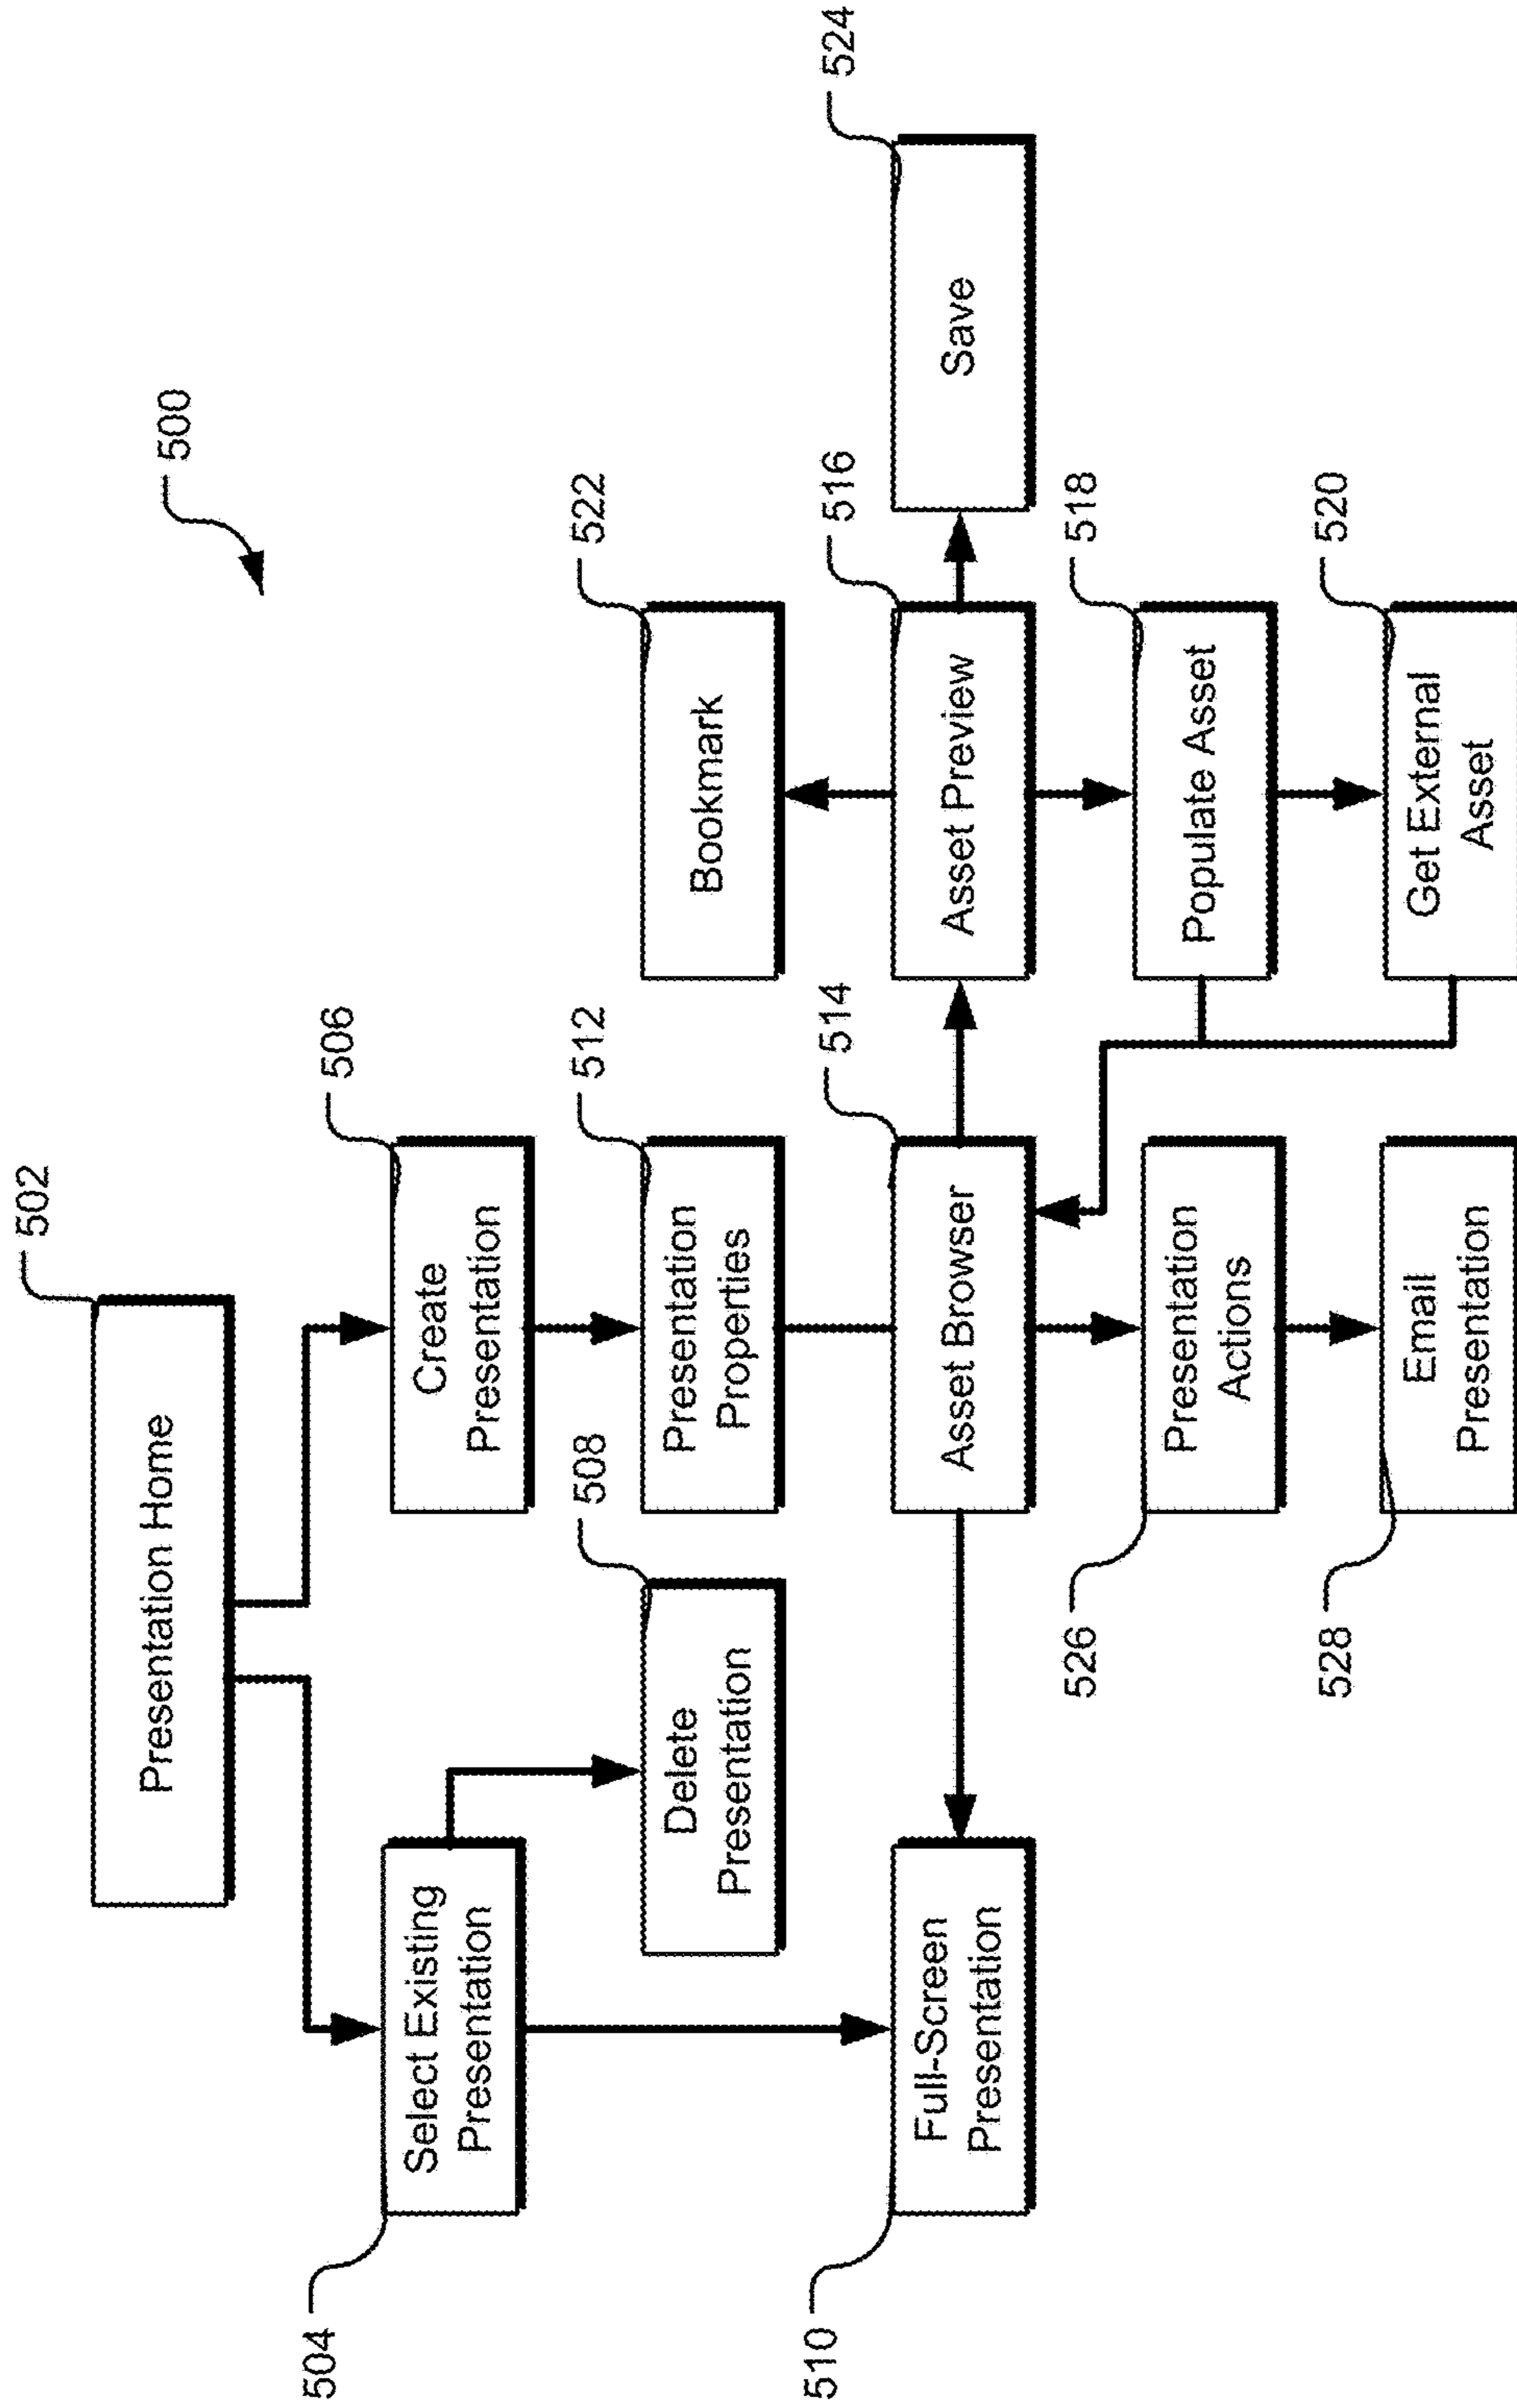 500
502
Presentation Home
504
Select Existing
Presentation
506
Create
Presentation
508
Delete
Presentation
512
Presentation
Properties
522
Bookmark
510
Full-Screen
Presentation
514
Asset Browser
516
Asset Preview
524
Save
526
Presentation
Actions
518
Populate Asset
528
Email
Presentation
520
Get External
Asset